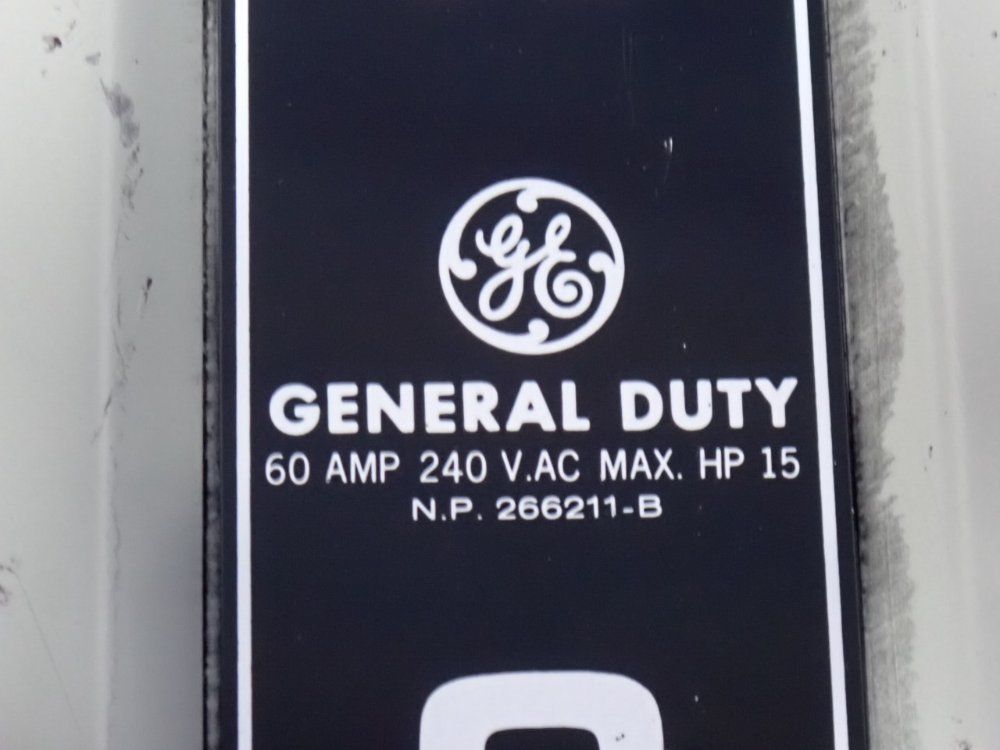 GE
GENERAL DUTY
60 AMP 240 V.AC MAX. HP 15
N.P. 266211-B